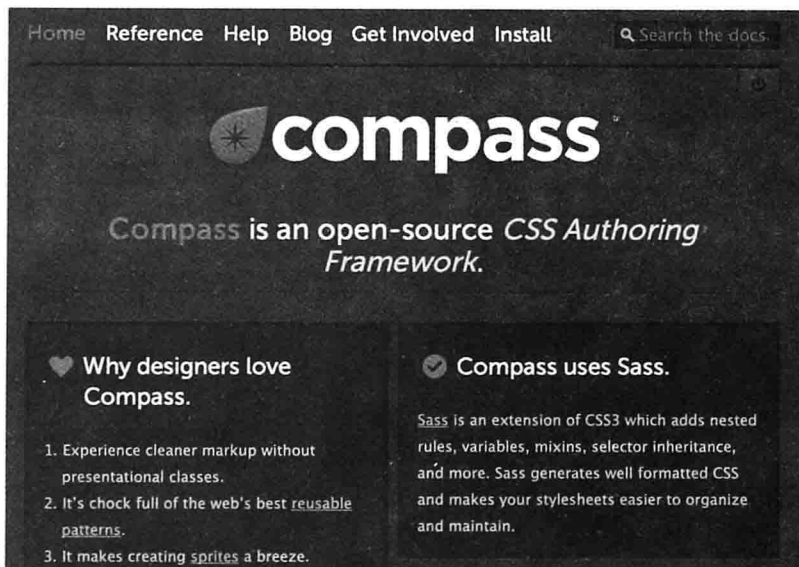 Home Reference Help Blog Get Involved Install Search the docs
compass
Compass is an open-source CSS Authoring
Framework.
Why designers love
Compass.
1. Experience cleaner markup without
presentational classes.
2. It's chock full of the web's best reusable
patterns.
3. It makes creating sprites a breeze.
Compass uses Sass.
Sass is an extension of CSS3 which adds nested
rules, variables, mixins, selector inheritance,
and more. Sass generates well formatted CSS
and makes your stylesheets easier to organize
and maintain.